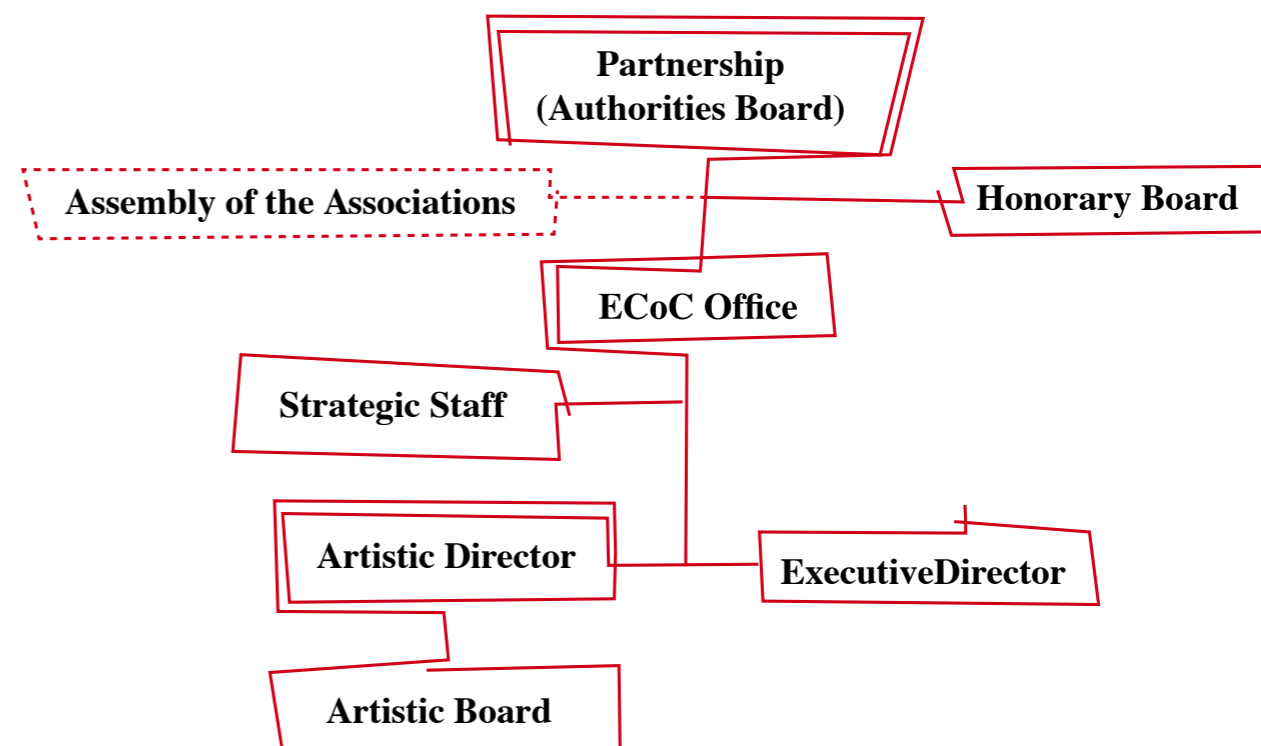 Partnership
(Authorities Board)
Assembly of the Associations
Honorary Board
ECoC Office
Strategic Staff
Artistic Director
ExecutiveDirector
Artistic Board